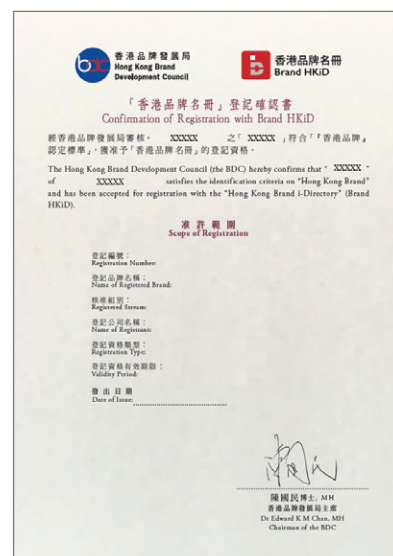 bdc
香港品牌發展局
Hong Kong Brand
Development Council
香港品牌名冊
Brand HKiD
「香港品牌名冊」登記確認書
Confirmation of Registration with Brand HKiD
經香港品牌發展局審核，　XXXXX　之「 XXXXX 」符合「『香港品牌』
認定標準」，獲准予「香港品牌名冊」的登記資格。
The Hong Kong Brand Development Council (the BDC) hereby confirms that “ XXXXX ”
of XXXXX satisfies the identification criteria on “Hong Kong Brand”
and has been accepted for registration with the “Hong Kong Brand i-Directory” (Brand
HKiD).
准許範圍
Scope of Registration
登記編號：
Registration Number:
登記品牌名稱：
Name of Registered Brand:
核准組別：
Registered Stream:
登記公司名稱：
Name of Registrant:
登記資格類型：
Registration Type:
登記資格有效期限：
Validity Period:
發出日期
Date of Issue:
陳國民博士, MH
香港品牌發展局主席
Dr Edward K M Chan, MH
Chairman of the BDC